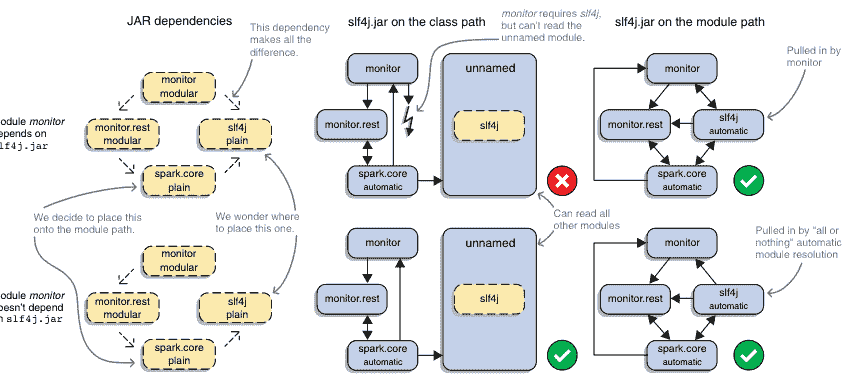 JAR dependencies
slf4j.jar on the class path
slf4j.jar on the module path
This dependency
makes all the
difference.
monitor requires slf4j,
but can't read the
unnamed module.
Pulled in by
monitor
monitor
modular
monitor.rest
modular
slf4j
plain
spark.core
plain
odule monitor
epends on
lf4j.jar
monitor
monitor.rest
spark.core
automatic
unnamed
slf4j
monitor
monitor.rest
slf4j
automatic
spark.core
automatic
We decide to place this
onto the module path.
We wonder where
to place this one.
Can read all
other modules
Pulled in by "all or
nothing" automatic
module resolution
monitor
modular
monitor.rest
modular
slf4j
plain
spark.core
plain
odule monitor
oesn't depend
n slf4j.jar
monitor
monitor.rest
spark.core
automatic
unnamed
slf4j
monitor
monitor.rest
slf4j
automatic
spark.core
automatic